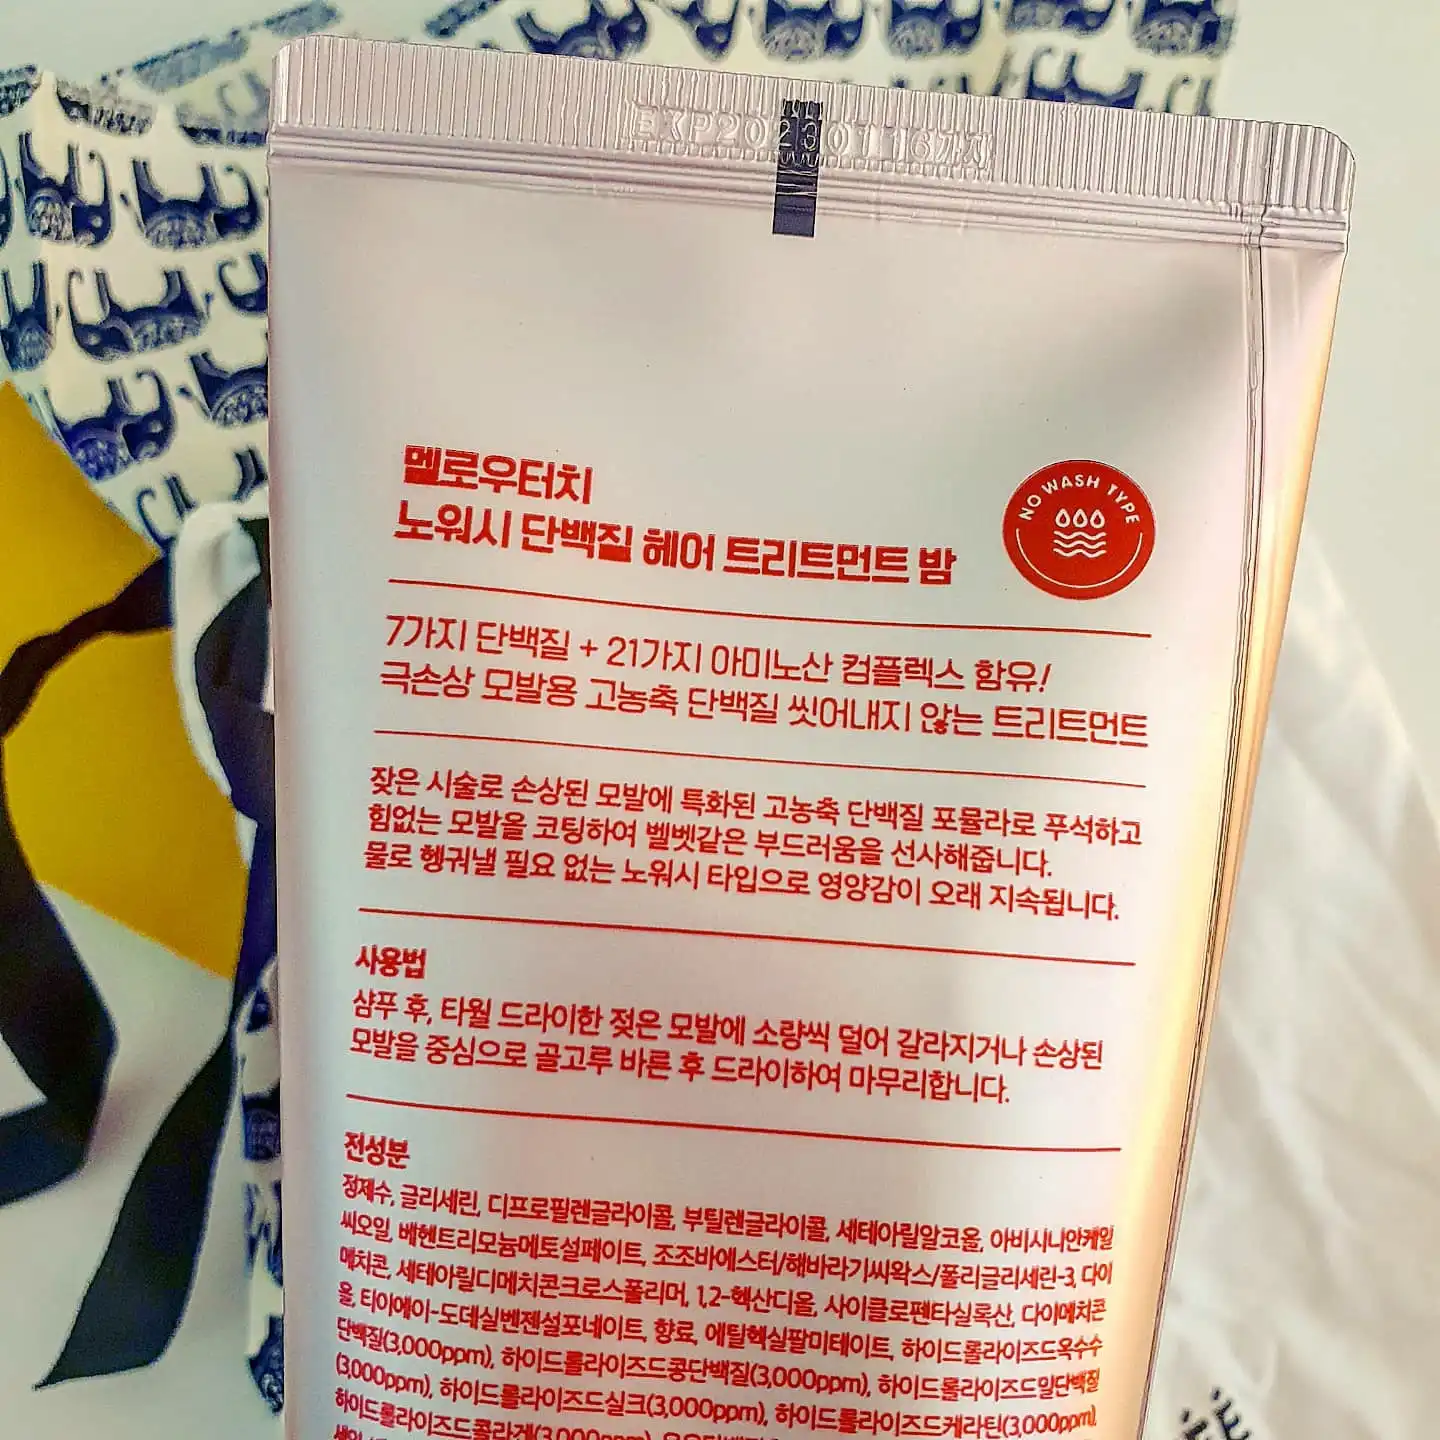 EXP20230116까지
멜로우터치
노워시 단백질 헤어 트리트먼트 밤
NO WASH TYPE
7가지 단백질 + 21가지 아미노산 컴플렉스 함유!
극손상 모발용 고농축 단백질 씻어내지 않는 트리트먼트
잦은 시술로 손상된 모발에 특화된 고농축 단백질 포뮬라로 푸석하고
힘없는 모발을 코팅하여 벨벳같은 부드러움을 선사해줍니다.
물로 헹궈낼 필요 없는 노워시 타입으로 영양감이 오래 지속됩니다.
사용법
샴푸 후, 타월 드라이한 젖은 모발에 소량씩 덜어 갈라지거나 손상된
모발을 중심으로 골고루 바른 후 드라이하여 마무리합니다.
전성분
정제수, 글리세린, 디프로필렌글라이콜, 부틸렌글라이콜, 세테아릴알코올, 아비시니안케일
씨오일, 베헨트리모늄메토설페이트, 조조바에스터/해바라기씨왁스/폴리글리세린-3, 다이
메치콘, 세테아릴디메치콘크로스폴리머, 1,2-헥산디올, 사이클로펜타실록산, 다이메치콘
올, 티이에이-도데실벤젠설포네이트, 향료, 에틸헥실팔미테이트, 하이드롤라이즈드옥수수
단백질(3,000ppm), 하이드롤라이즈드콩단백질(3,000ppm), 하이드롤라이즈드밀단백질
(3,000ppm), 하이드롤라이즈드실크(3,000ppm), 하이드롤라이즈드케라틴(3,000ppm),
하이드롤라이즈드콜라겐(3,000ppm),